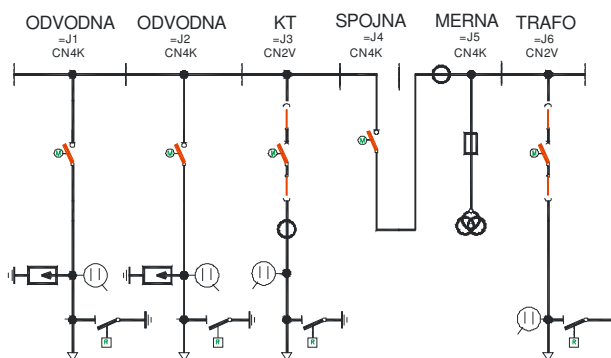 ODVODNA ODVODNA KT SPOJNA MERNA TRAFO
=J1 =J2 =J3 =J4 =J5 =J6
CN4K CN4K CN2V CN4K CN4K CN2V
M M M M M
R R R R